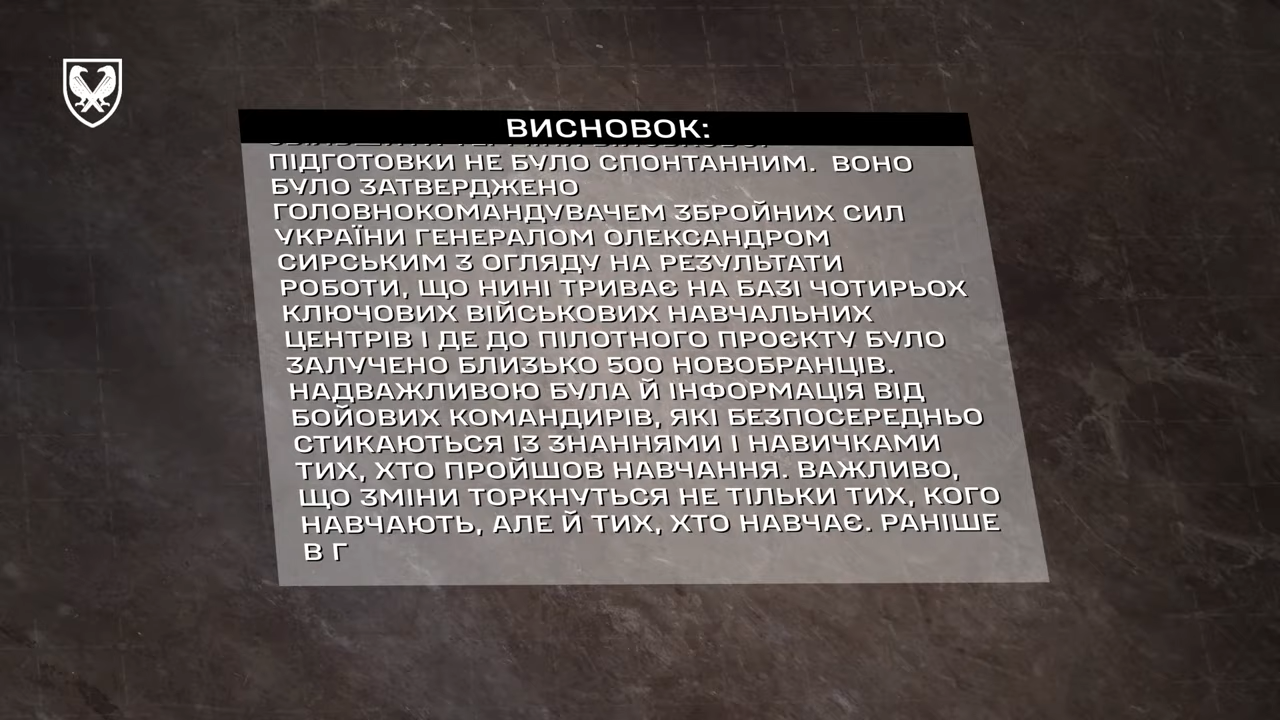 ВИСНОВОК:
ПІДГОТОВКИ НЕ БУЛО СПОНТАННИМ. ВОНО
БУЛО ЗАТВЕРДЖЕНО
ГОЛОВНОКОМАНДУВАЧЕМ ЗБРОЙНИХ СИЛ
УКРАЇНИ ГЕНЕРАЛОМ ОЛЕКСАНДРОМ
СИРСЬКИМ З ОГЛЯДУ НА РЕЗУЛЬТАТИ
РОБОТИ, ЩО НИНІ ТРИВАЄ НА БАЗІ ЧОТИРЬОХ
КЛЮЧОВИХ ВІЙСЬКОВИХ НАВЧАЛЬНИХ
ЦЕНТРІВ І ДЕ ДО ПІЛОТНОГО ПРОЄКТУ БУЛО
ЗАЛУЧЕНО БЛИЗЬКО 500 НОВОБРАНЦІВ.
НАДВАЖЛИВОЮ БУЛА Й ІНФОРМАЦІЯ ВІД
БОЙОВИХ КОМАНДИРІВ, ЯКІ БЕЗПОСЕРЕДНЬО
СТИКАЮТЬСЯ ІЗ ЗНАННЯМИ І НАВИЧКАМИ
ТИХ, ХТО ПРОЙШОВ НАВЧАННЯ. ВАЖЛИВО,
ЩО ЗМІНИ ТОРКНУТЬСЯ НЕ ТІЛЬКИ ТИХ, КОГО
НАВЧАЮТЬ, АЛЕ Й ТИХ, ХТО НАВЧАЄ. РАНІШЕ
В Г